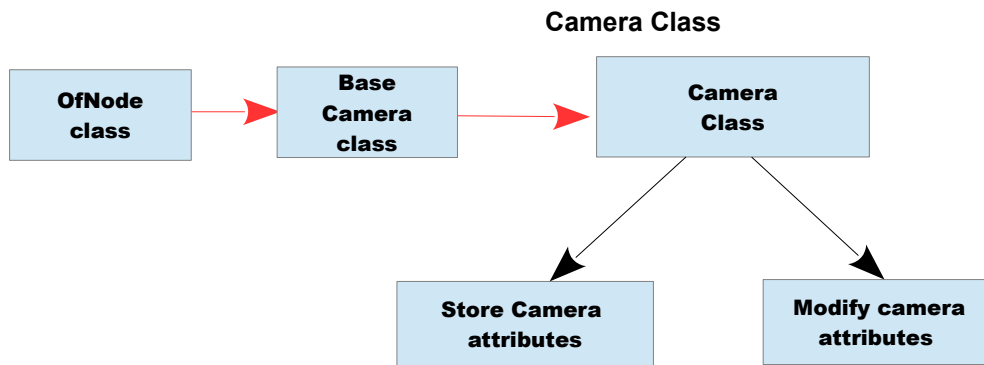 Camera Class
OfNode
class
Base
Camera
class
Camera
Class
Store Camera
attributes
Modify camera
attributes